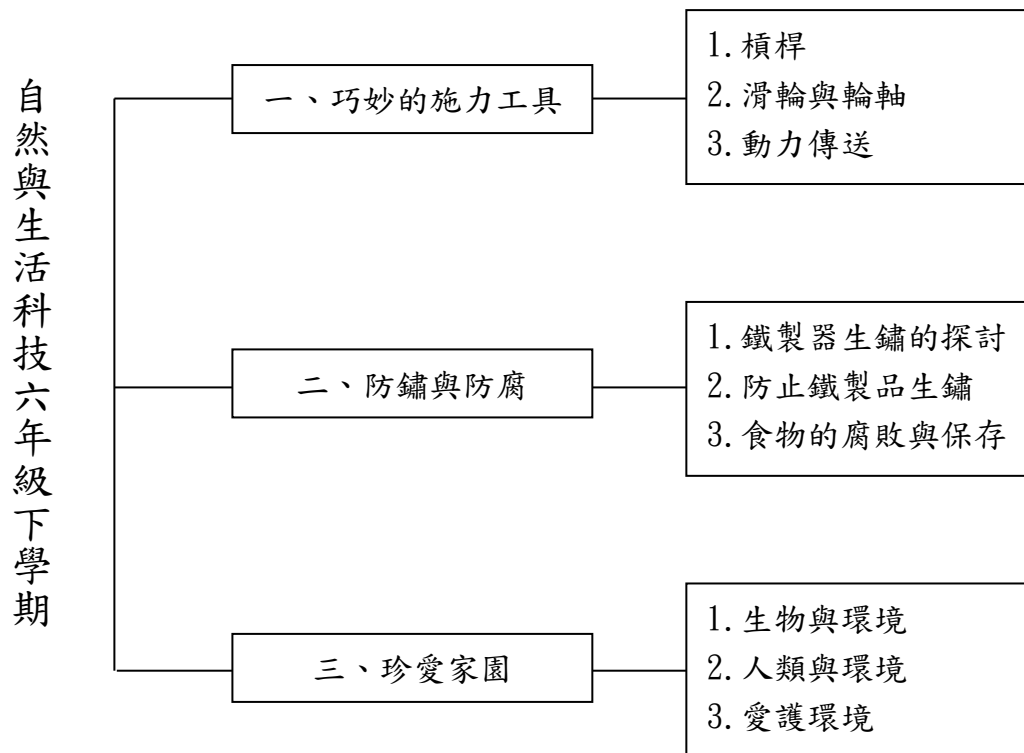 自然與生活科技六年級下學期
一、巧妙的施力工具
1.槓桿
2.滑輪與輪軸
3.動力傳送
二、防鏽與防腐
1.鐵製器生鏽的探討
2.防止鐵製品生鏽
3.食物的腐敗與保存
三、珍愛家園
1.生物與環境
2.人類與環境
3.愛護環境